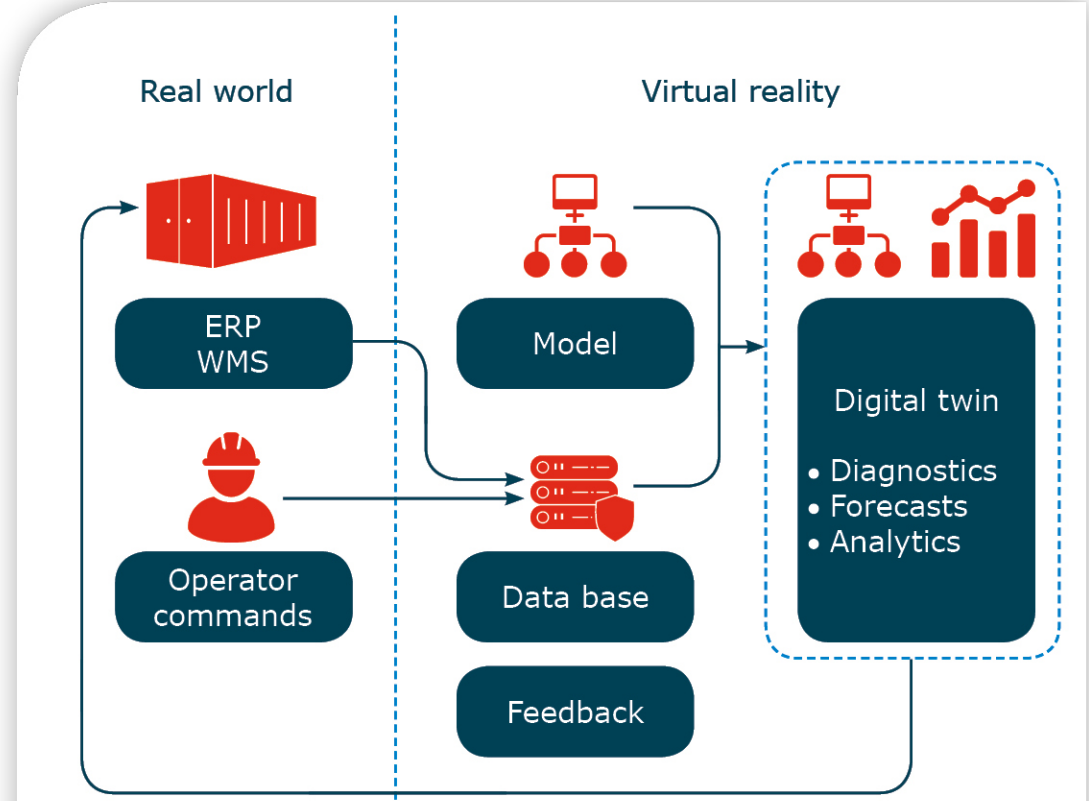 Real world
Virtual reality
ERP
WMS
Model
Digital twin
• Diagnostics
• Forecasts
• Analytics
Operator
commands
Data base
Feedback